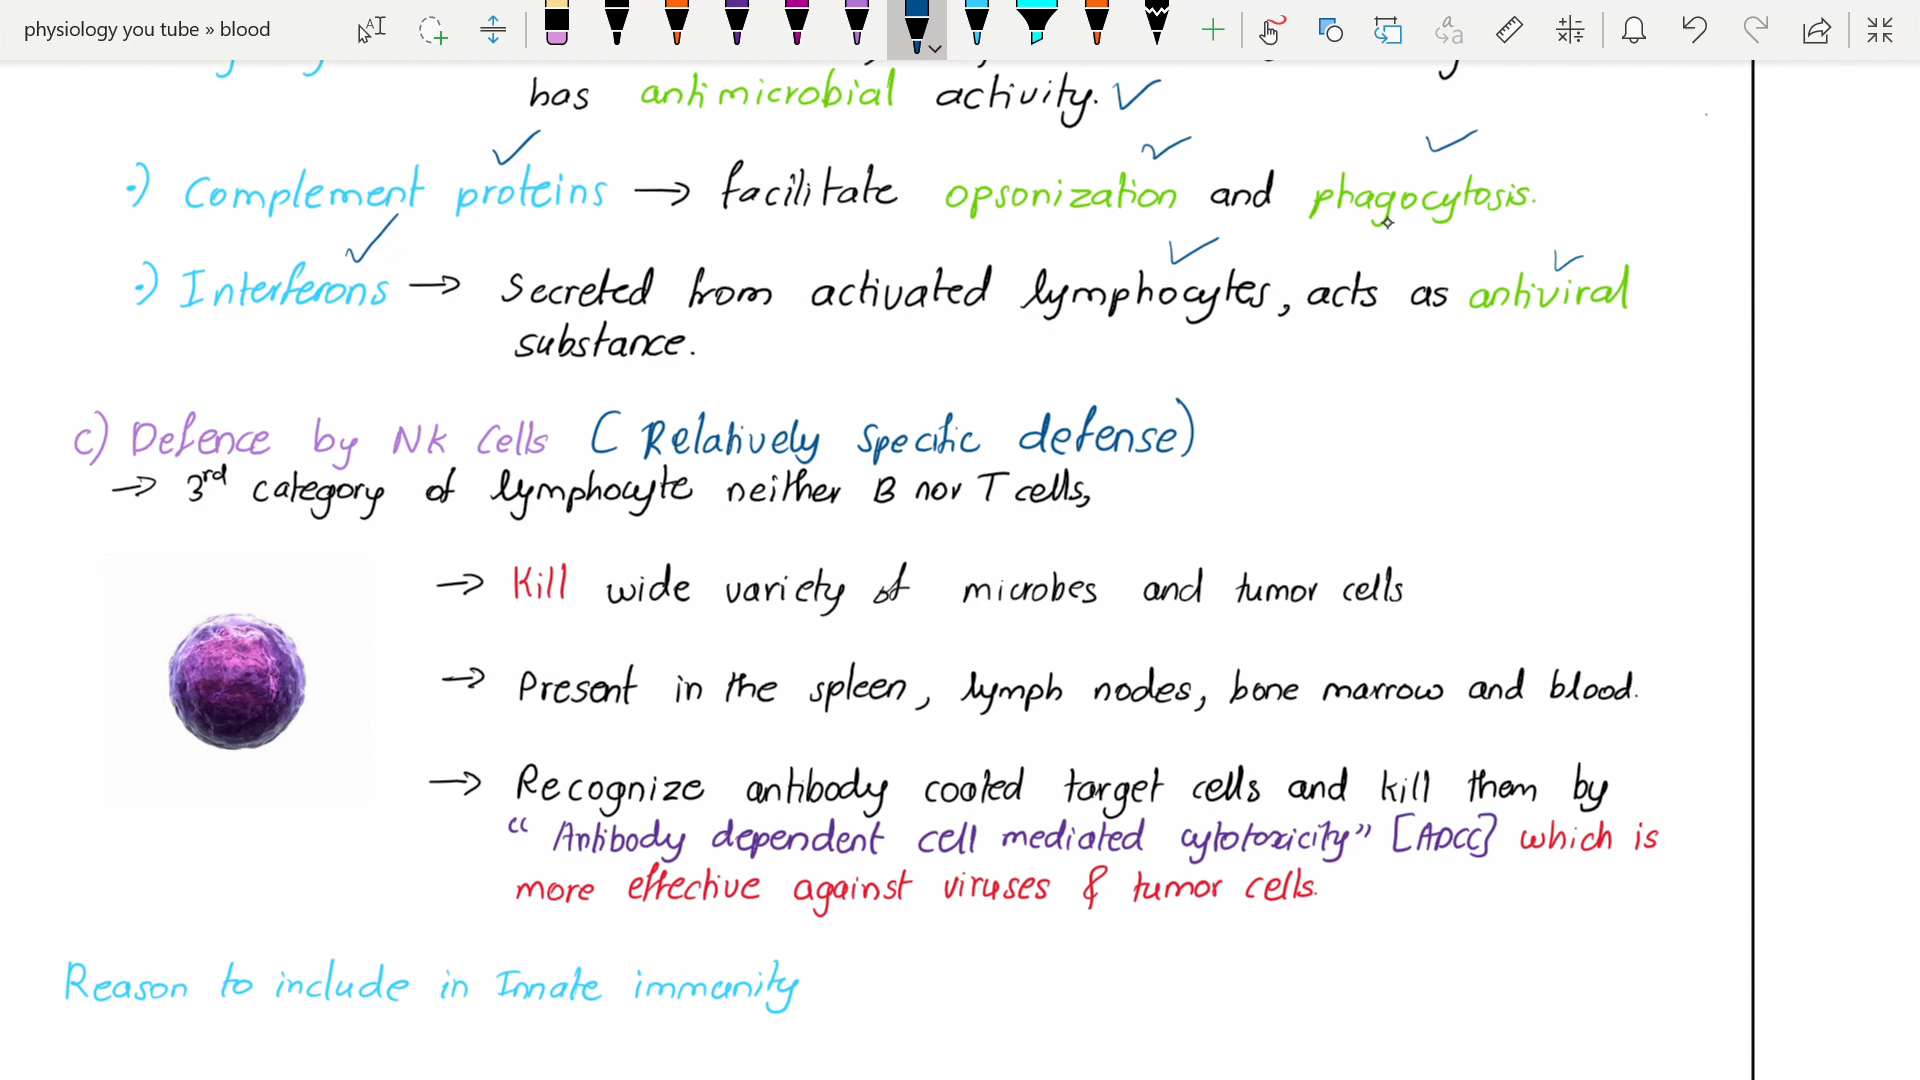 physiology you tube » blood
has antimicrobial activity.
·) Complement proteins → facilitate opsonization and phagocytosis.
·) Interferons → Secreted from activated lymphocytes, acts as antiviral
substance.
c) Defence by NK Cells ( Relatively Specific defense)
→ 3rd category of lymphocyte neither B nor T cells,
→ Kill wide variety of microbes and tumor cells
→ Present in the spleen, lymph nodes, bone marrow and blood.
→ Recognize antibody cooted target cells and kill them by
“ Antibody dependent cell mediated cytotoxicity” [ADCC] which is
more effective against viruses & tumor cells.
Reason to include in Innate immunity